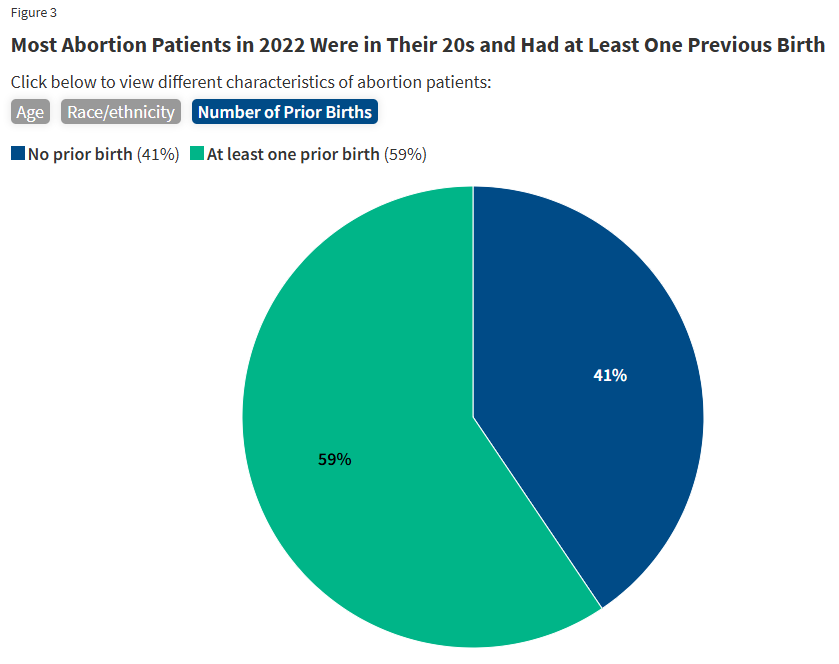 Figure 3
Most Abortion Patients in 2022 Were in Their 20s and Had at Least One Previous Birth
Click below to view different characteristics of abortion patients:
Age Race/ethnicity Number of Prior Births
No prior birth (41%) At least one prior birth (59%)
41%
59%